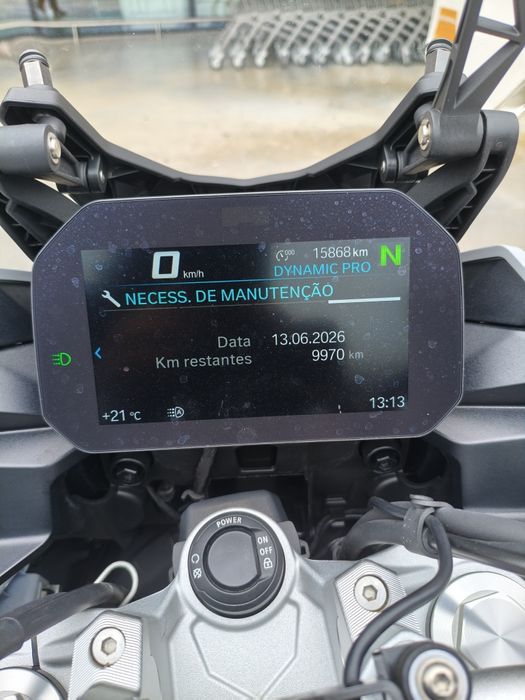 0 km/h
000 15868 km N
DYNAMIC PRO
NECESS. DE MANUTENÇÃO
Data 13.06.2026
Km restantes 9970 km
+21 °C A 13:13
POWER
ON
OFF